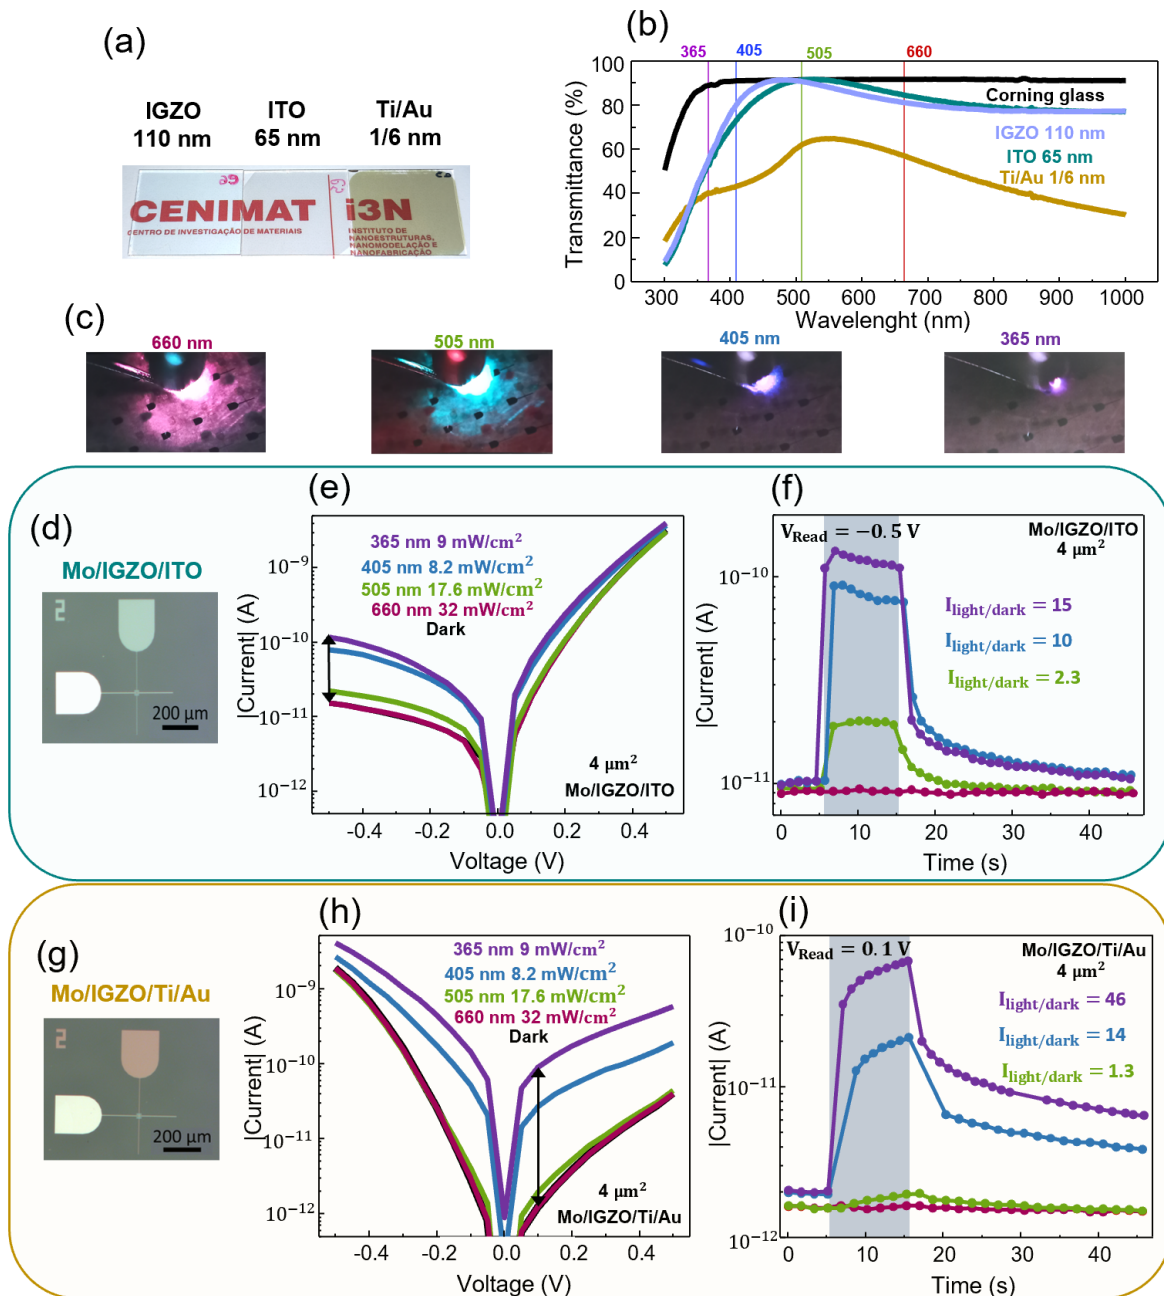 (a)
IGZO
110 nm
ITO
65 nm
Ti/Au
1/6 nm
CENIMAT i3N
CENTRO DE INVESTIGAÇÃO DE MATERIAIS
INSTITUTO DE
NANOESTRUTURAS,
NANOMODELAÇÃO E
NANOFABRICAÇÃO
(b)
365 405 505 660
100
80
60
40
20
0
Transmittance (%)
Corning glass
IGZO 110 nm
ITO 65 nm
Ti/Au 1/6 nm
300 400 500 600 700 800 900 1000
Wavelenght (nm)
(c)
660 nm
505 nm
405 nm
365 nm
(d)
Mo/IGZO/ITO
200 µm
(e)
365 nm 9 mW/cm²
405 nm 8.2 mW/cm²
505 nm 17.6 mW/cm²
660 nm 32 mW/cm²
Dark
10⁻⁹
10⁻¹⁰
10⁻¹¹
10⁻¹²
|Current| (A)
4 µm²
Mo/IGZO/ITO
-0.4 -0.2 0.0 0.2 0.4
Voltage (V)
(f)
V_Read = −0.5 V
Mo/IGZO/ITO
4 µm²
10⁻¹⁰
10⁻¹¹
|Current| (A)
I_light/dark = 15
I_light/dark = 10
I_light/dark = 2.3
0 10 20 30 40
Time (s)
(g)
Mo/IGZO/Ti/Au
200 µm
(h)
365 nm 9 mW/cm²
405 nm 8.2 mW/cm²
505 nm 17.6 mW/cm²
660 nm 32 mW/cm²
Dark
10⁻⁹
10⁻¹⁰
10⁻¹¹
10⁻¹²
|Current| (A)
4 µm²
Mo/IGZO/Ti/Au
-0.4 -0.2 0.0 0.2 0.4
Voltage (V)
(i)
V_Read = 0.1 V
Mo/IGZO/Ti/Au
4 µm²
10⁻¹⁰
10⁻¹¹
10⁻¹²
|Current| (A)
I_light/dark = 46
I_light/dark = 14
I_light/dark = 1.3
0 10 20 30 40
Time (s)